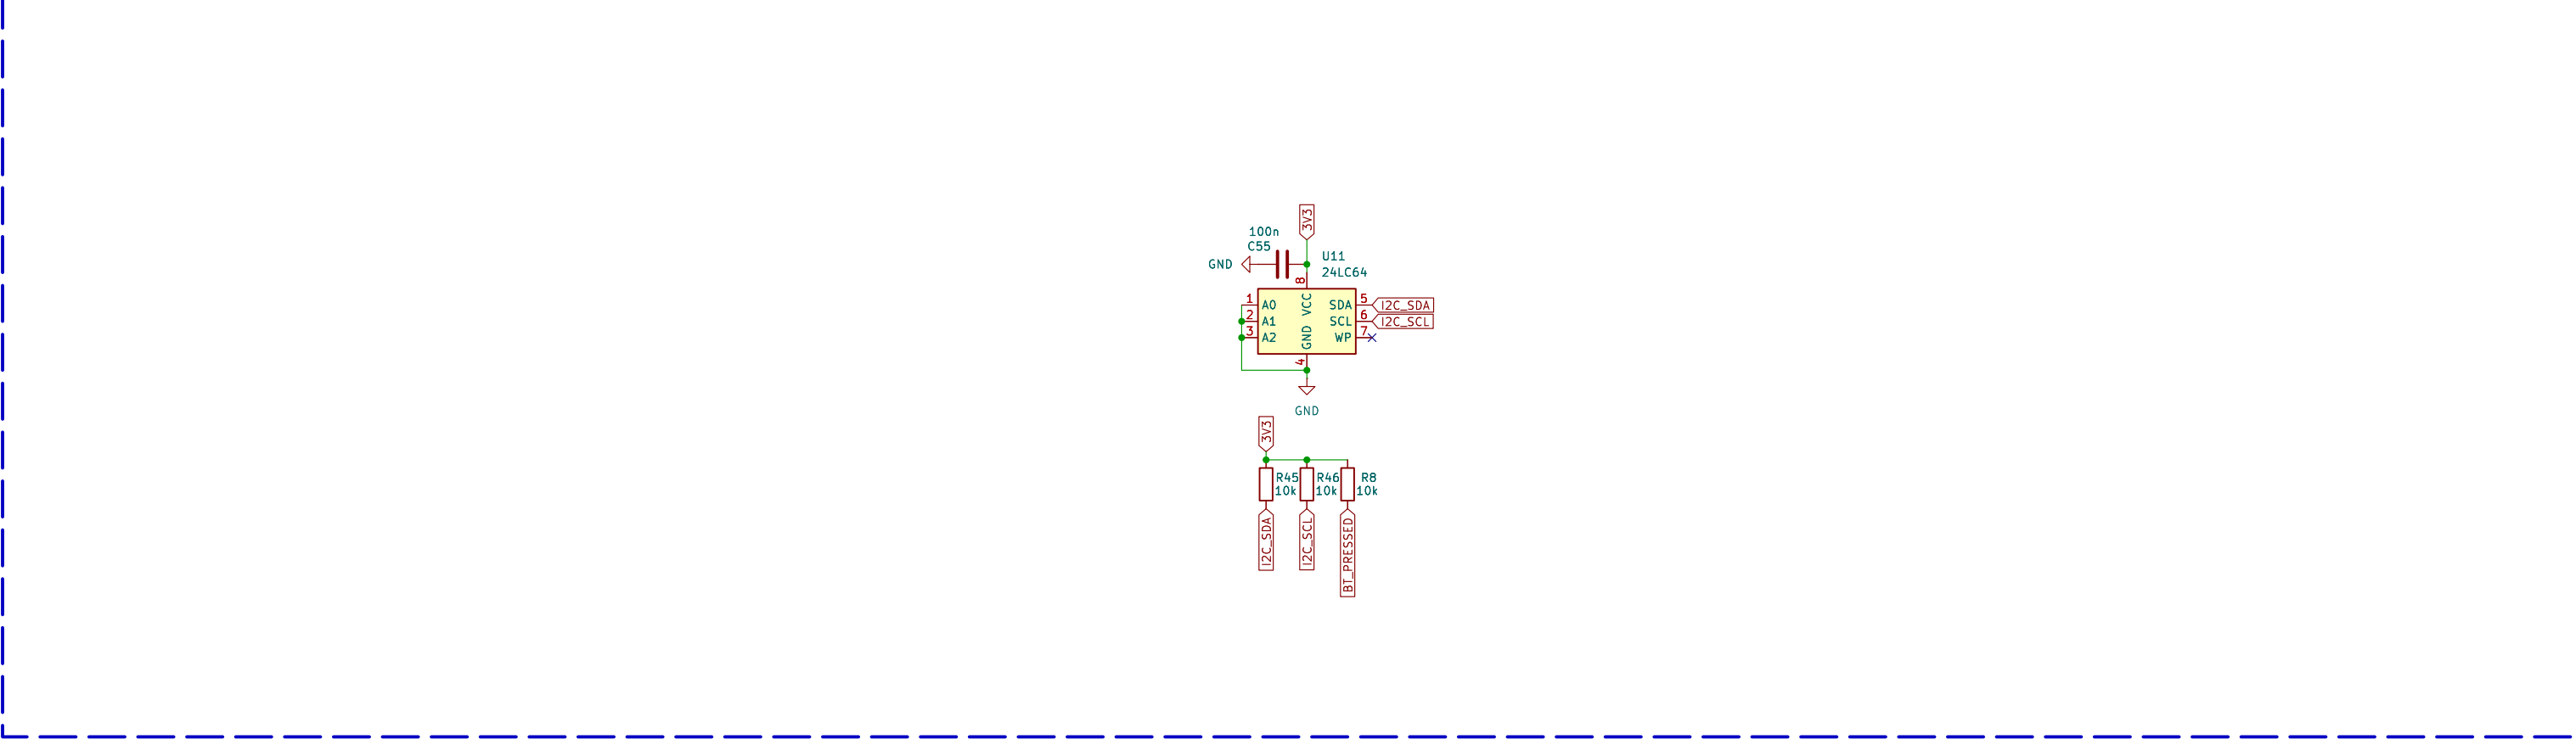 3V3
100n
C55
GND
U11
24LC64
8
1 A0 VCC SDA 5 I2C_SDA
2 A1 SCL 6 I2C_SCL
3 A2 GND WP 7
4
GND
3V3
R45 R46 R8
10k 10k 10k
I2C_SDA I2C_SCL BT_PRESSED